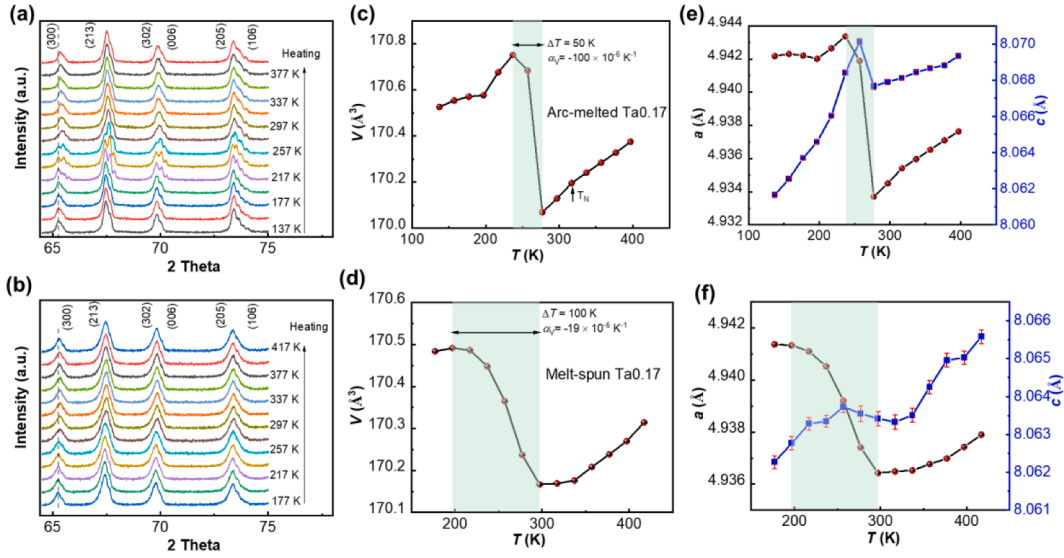 (a)
(300)
(213)
(302)
(006)
(205)
(106)
Heating
377 K
337 K
297 K
257 K
217 K
177 K
137 K
Intensity (a.u.)
65
70
75
2 Theta
(c)
170.8
170.6
170.4
170.2
170.0
V (Å³)
ΔT = 50 K
αV= -100 × 10⁻⁶ K⁻¹
Arc-melted Ta0.17
TN
100
200
300
400
T (K)
(e)
4.944
4.942
4.940
4.938
4.936
4.934
4.932
a (Å)
8.070
8.068
8.066
8.064
8.062
8.060
c (Å)
100
200
300
400
T (K)
(b)
(300)
(213)
(302)
(006)
(205)
(106)
Heating
417 K
377 K
337 K
297 K
257 K
217 K
177 K
Intensity (a.u.)
65
70
75
2 Theta
(d)
170.6
170.5
170.4
170.3
170.2
170.1
V (Å³)
ΔT = 100 K
αV= -19 × 10⁻⁶ K⁻¹
Melt-spun Ta0.17
200
300
400
T (K)
(f)
4.942
4.941
4.940
4.939
4.938
4.937
4.936
a (Å)
8.066
8.065
8.064
8.063
8.062
8.061
c (Å)
200
300
400
T (K)